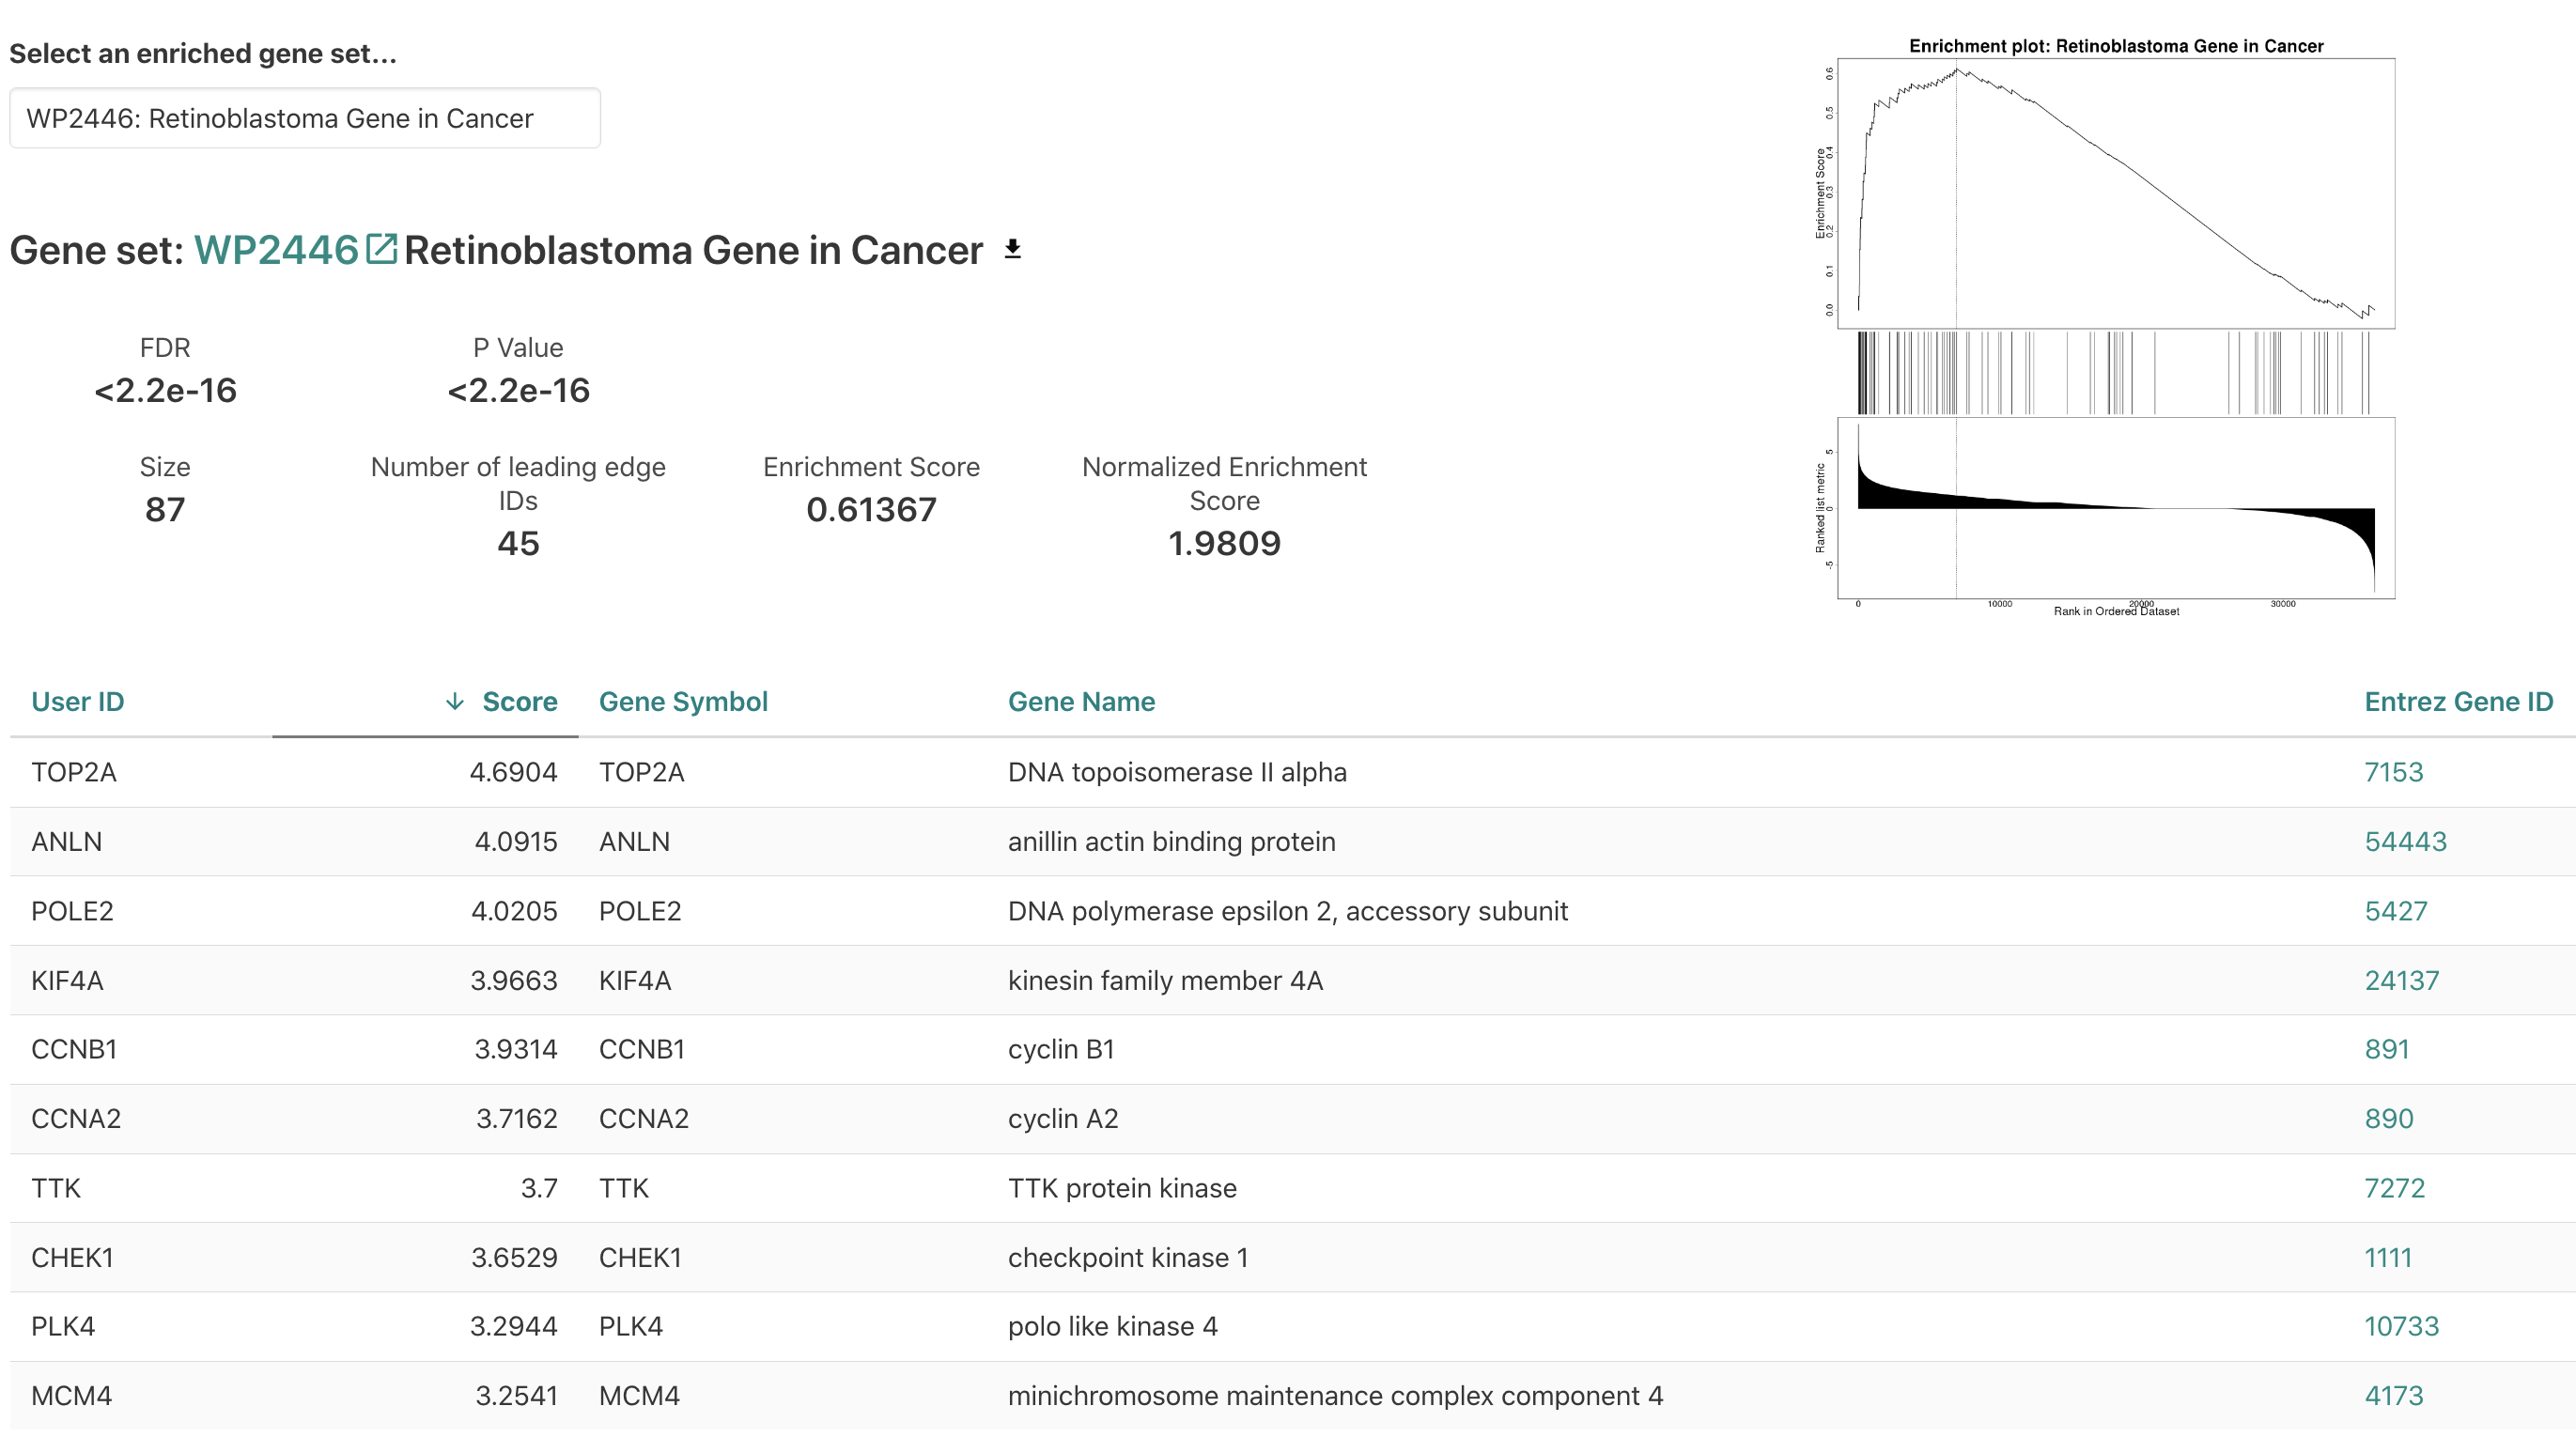 Select an enriched gene set...
WP2446: Retinoblastoma Gene in Cancer
Gene set: WP2446 Retinoblastoma Gene in Cancer
FDR
<2.2e-16
P Value
<2.2e-16
Size
87
Number of leading edge
IDs
45
Enrichment Score
0.61367
Normalized Enrichment
Score
1.9809
Enrichment plot: Retinoblastoma Gene in Cancer
Enrichment Score
0.6
0.5
0.4
0.3
0.2
0.1
0.0
Ranked list metric
5
0
-5
0 10000 20000 30000
Rank in Ordered Dataset
User ID Score Gene Symbol Gene Name Entrez Gene ID
TOP2A 4.6904 TOP2A DNA topoisomerase II alpha 7153
ANLN 4.0915 ANLN anillin actin binding protein 54443
POLE2 4.0205 POLE2 DNA polymerase epsilon 2, accessory subunit 5427
KIF4A 3.9663 KIF4A kinesin family member 4A 24137
CCNB1 3.9314 CCNB1 cyclin B1 891
CCNA2 3.7162 CCNA2 cyclin A2 890
TTK 3.7 TTK TTK protein kinase 7272
CHEK1 3.6529 CHEK1 checkpoint kinase 1 1111
PLK4 3.2944 PLK4 polo like kinase 4 10733
MCM4 3.2541 MCM4 minichromosome maintenance complex component 4 4173